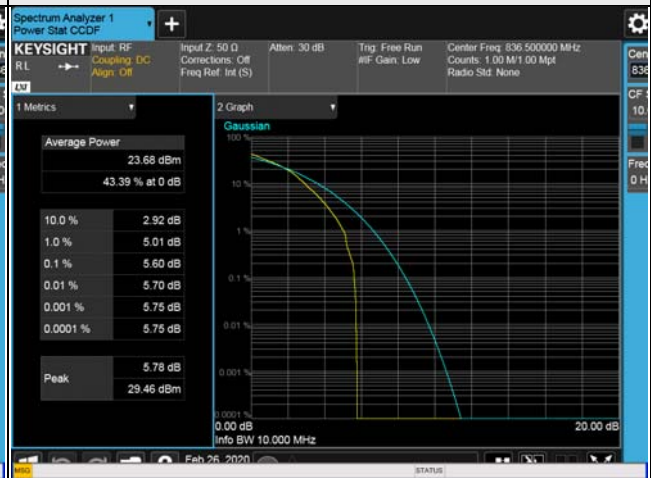 Spectrum Analyzer 1
Power Stat CCDF
KEYSIGHT
RL
LXI
Input: RF
Coupling: DC
Align: Off
Input Z: 50 Ω
Corrections: Off
Freq Ref: Int (S)
Atten: 30 dB
Trig: Free Run
#IF Gain: Low
Center Freq: 836.500000 MHz
Counts: 1.00 M/1.00 Mpt
Radio Std: None
1 Metrics
Average Power
23.68 dBm
43.39 % at 0 dB
10.0 % 2.92 dB
1.0 % 5.01 dB
0.1 % 5.60 dB
0.01 % 5.70 dB
0.001 % 5.75 dB
0.0001 % 5.75 dB
Peak
5.78 dB
29.46 dBm
2 Graph
Gaussian
100 %
10 %
1 %
0.1 %
0.01 %
0.001 %
0.0001 %
0.00 dB 20.00 dB
Info BW 10.000 MHz
Feb 26, 2020
MSG
STATUS
836
CF
10.
0 H